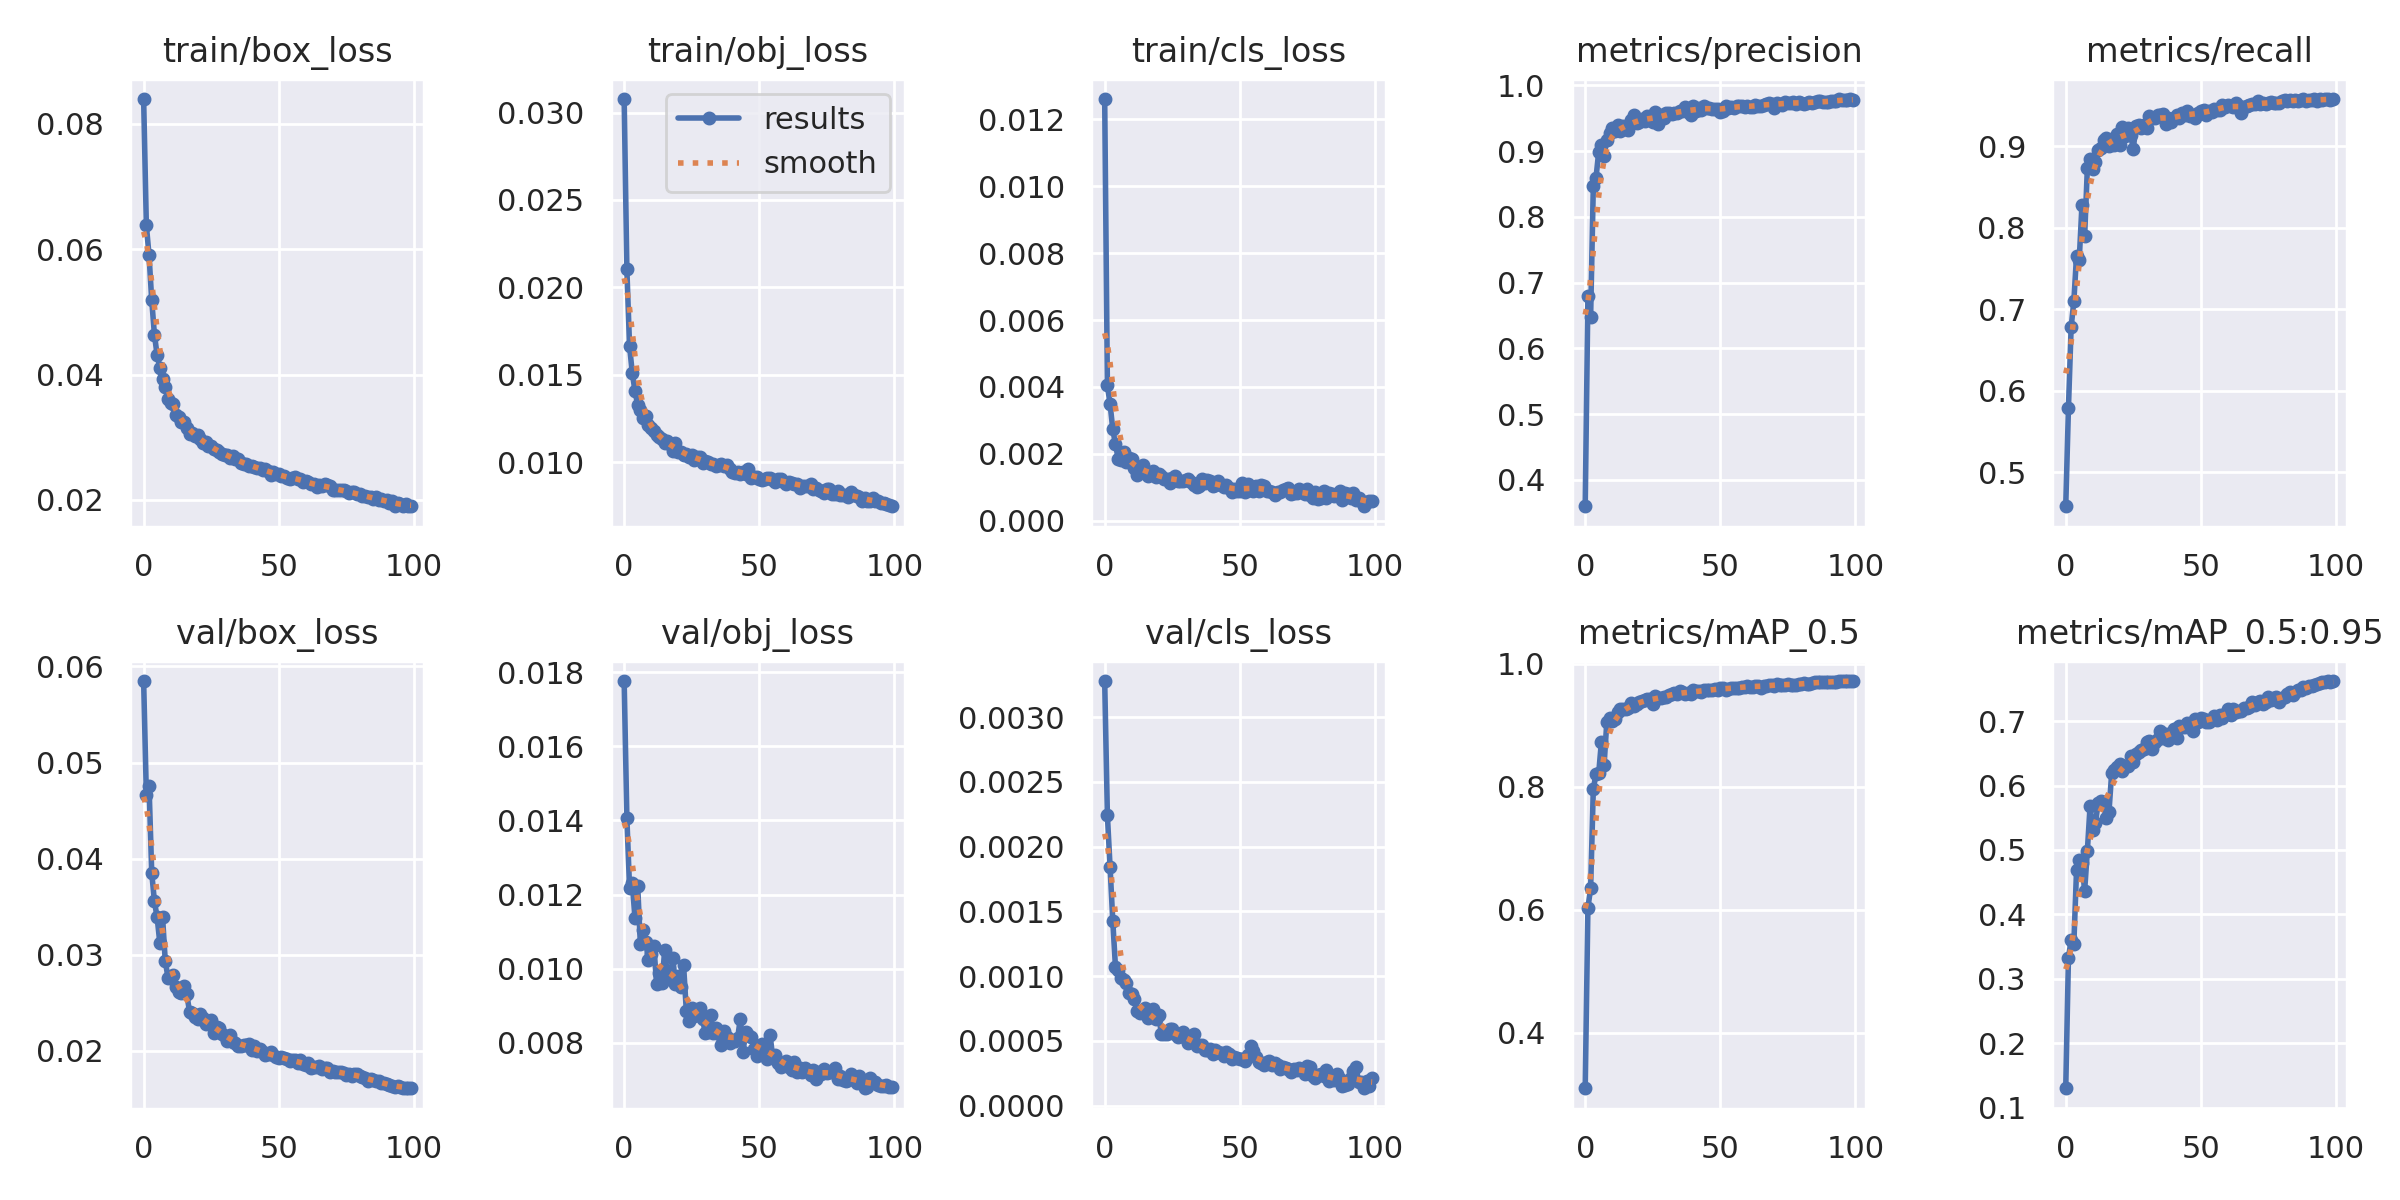 train/box_loss
0.08
0.06
0.04
0.02
0 50 100
train/obj_loss
results
smooth
0.030
0.025
0.020
0.015
0.010
0 50 100
train/cls_loss
0.012
0.010
0.008
0.006
0.004
0.002
0.000
0 50 100
metrics/precision
1.0
0.9
0.8
0.7
0.6
0.5
0.4
0 50 100
metrics/recall
0.9
0.8
0.7
0.6
0.5
0 50 100
val/box_loss
0.06
0.05
0.04
0.03
0.02
0 50 100
val/obj_loss
0.018
0.016
0.014
0.012
0.010
0.008
0 50 100
val/cls_loss
0.0030
0.0025
0.0020
0.0015
0.0010
0.0005
0.0000
0 50 100
metrics/mAP_0.5
1.0
0.8
0.6
0.4
0 50 100
metrics/mAP_0.5:0.95
0.7
0.6
0.5
0.4
0.3
0.2
0.1
0 50 100